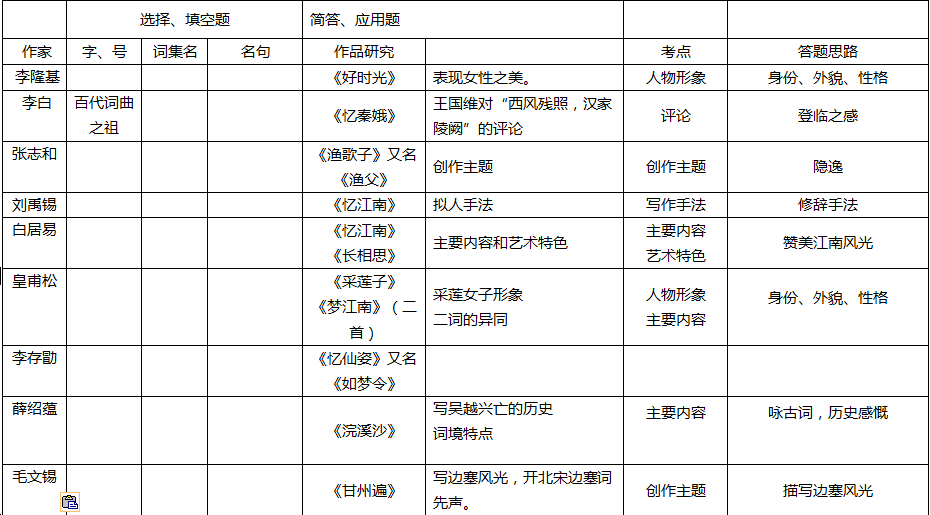 选择、填空题 简答、应用题
作家 字、号 词集名 名句 作品研究 考点 答题思路
李隆基 《好时光》 表现女性之美。 人物形象 身份、外貌、性格
李白 百代词曲
之祖 《忆秦娥》 王国维对“西风残照，汉家
陵阙”的评论 评论 登临之感
张志和 《渔歌子》又名
《渔父》 创作主题 创作主题 隐逸
刘禹锡 《忆江南》 拟人手法 写作手法 修辞手法
白居易 《忆江南》
《长相思》 主要内容和艺术特色 主要内容
艺术特色 赞美江南风光
皇甫松 《采莲子》
《梦江南》（二
首） 采莲女子形象
二词的异同 人物形象
主要内容 身份、外貌、性格
李存勖 《忆仙姿》又名
《如梦令》
薛绍蕴 《浣溪沙》 写吴越兴亡的历史
词境特点 主要内容 咏古词，历史感慨
毛文锡 《甘州遍》 写边塞风光，开北宋边塞词
先声。 创作主题 描写边塞风光